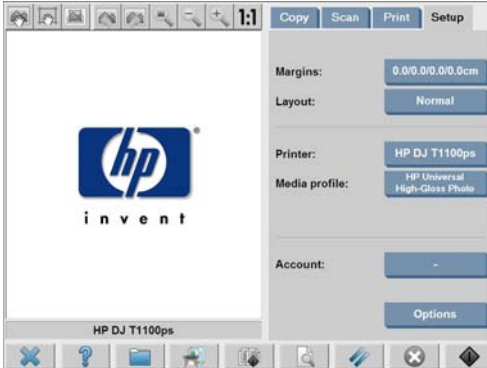 1:1
Copy
Scan
Print
Setup
Margins:
0.0/0.0/0.0/0.0cm
Layout:
Normal
Printer:
HP DJ T1100ps
Media profile:
HP Universal
High-Gloss Photo
Account:
-
Options
hp
invent
HP DJ T1100ps
?